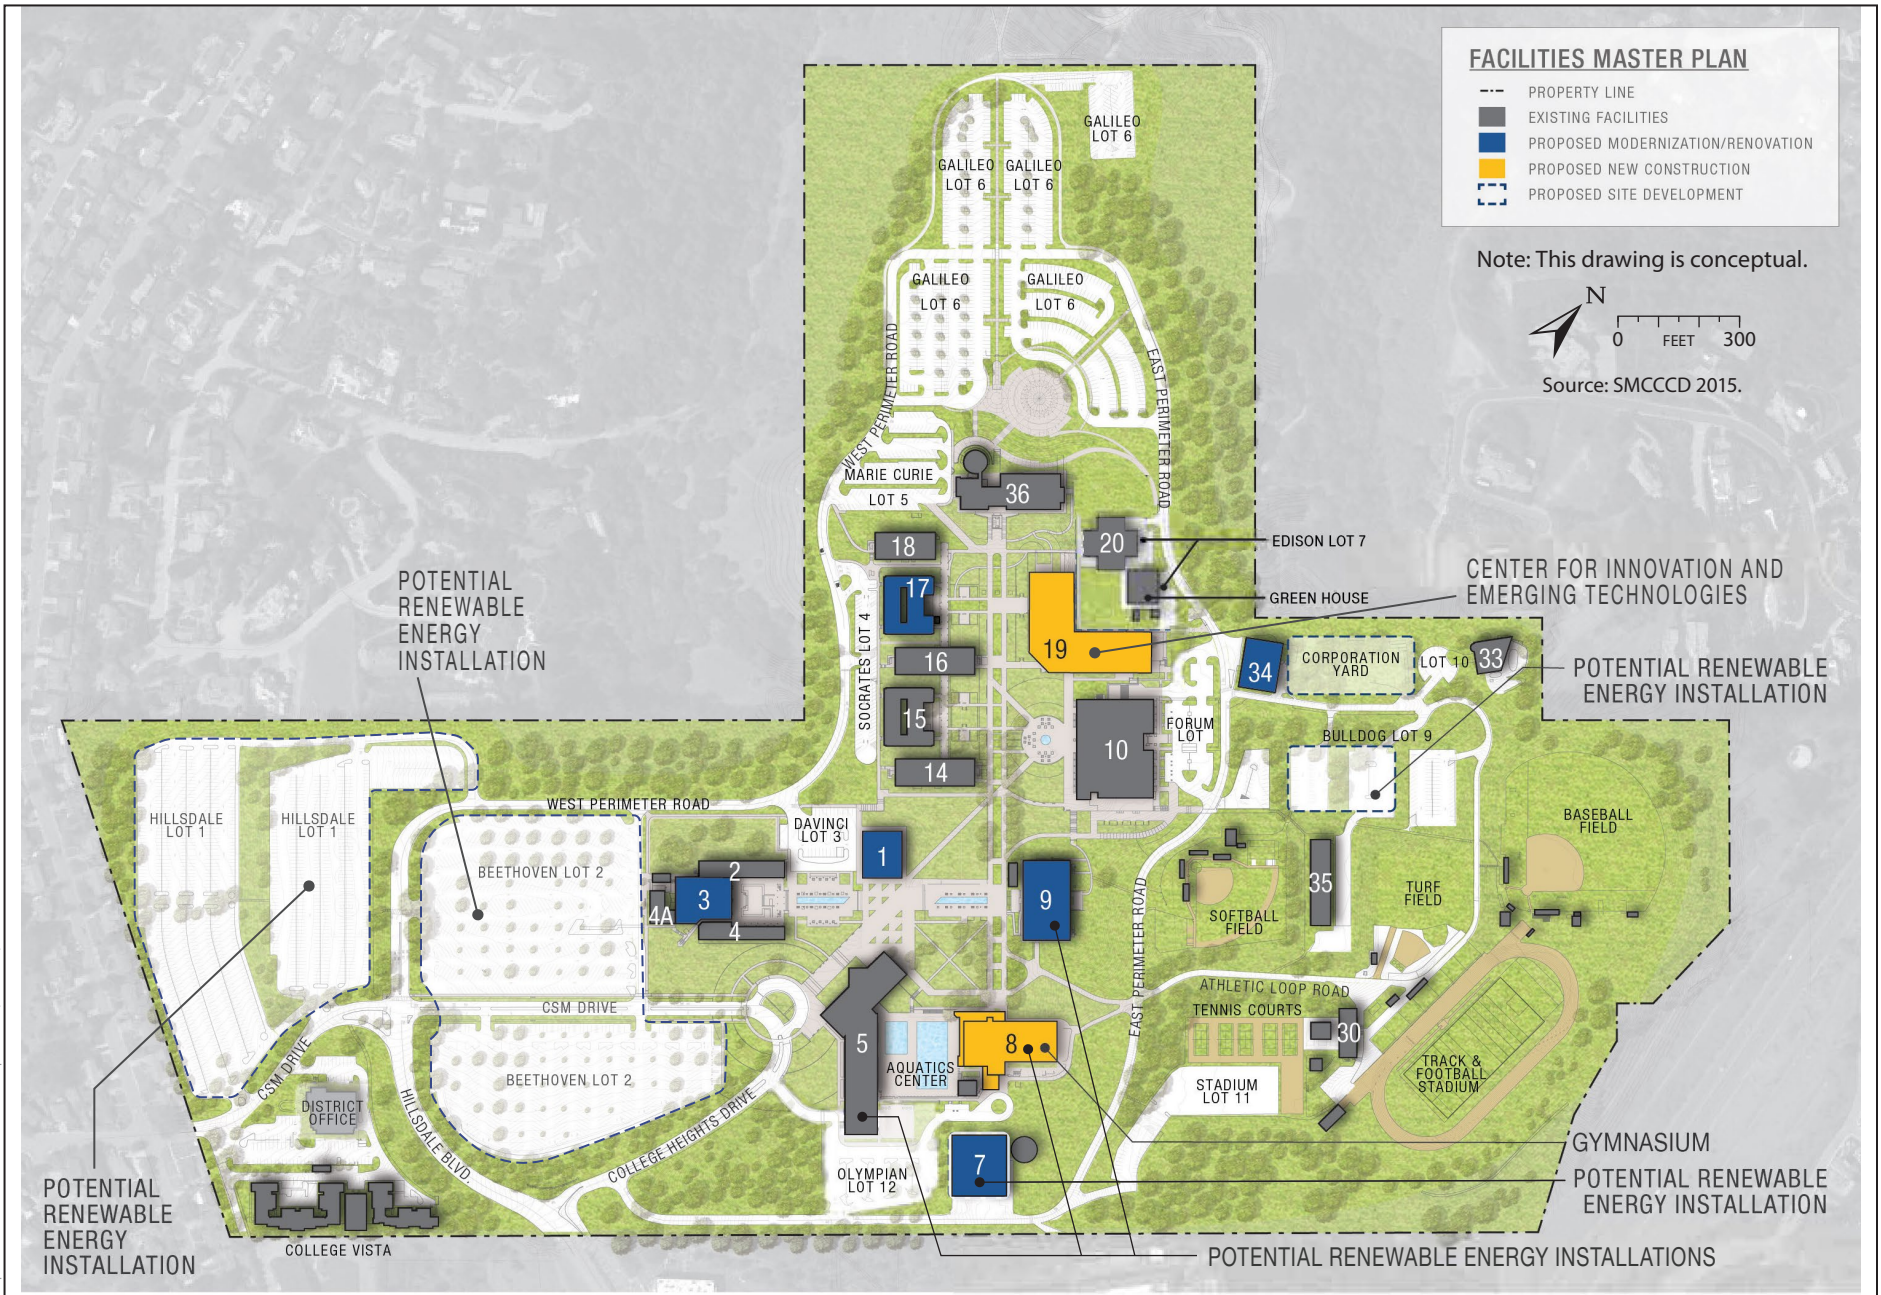 FACILITIES MASTER PLAN
PROPERTY LINE
EXISTING FACILITIES
PROPOSED MODERNIZATION/RENOVATION
PROPOSED NEW CONSTRUCTION
PROPOSED SITE DEVELOPMENT
Note: This drawing is conceptual.
N
0 FEET 300
Source: SMCCCD 2015.
GALILEO
LOT 6
GALILEO
LOT 6
GALILEO
LOT 6
GALILEO
LOT 6
GALILEO
LOT 6
WEST PERIMETER ROAD
EAST PERIMETER ROAD
MARIE CURIE
LOT 5
36
18
20
EDISON LOT 7
17
GREEN HOUSE
CENTER FOR INNOVATION AND
EMERGING TECHNOLOGIES
SOCRATES LOT 4
16
19
34
CORPORATION
YARD
LOT 10
33
POTENTIAL RENEWABLE
ENERGY INSTALLATION
POTENTIAL
RENEWABLE
ENERGY
INSTALLATION
15
10
FORUM
LOT
BULLDOG LOT 9
14
WEST PERIMETER ROAD
DAVINCI
LOT 3
HILLSDALE
LOT 1
HILLSDALE
LOT 1
BEETHOVEN LOT 2
1
2
3
4A
4
9
SOFTBALL
FIELD
35
TURF
FIELD
BASEBALL
FIELD
EAST PERIMETER ROAD
ATHLETIC LOOP ROAD
TENNIS COURTS
30
CSM DRIVE
CSM DRIVE
5
AQUATICS
CENTER
8
BEETHOVEN LOT 2
STADIUM
LOT 11
TRACK &
FOOTBALL
STADIUM
DISTRICT
OFFICE
HILLSDALE BLVD.
COLLEGE HEIGHTS DRIVE
OLYMPIAN
LOT 12
7
GYMNASIUM
POTENTIAL RENEWABLE
ENERGY INSTALLATION
POTENTIAL
RENEWABLE
ENERGY
INSTALLATION
COLLEGE VISTA
POTENTIAL RENEWABLE ENERGY INSTALLATIONS